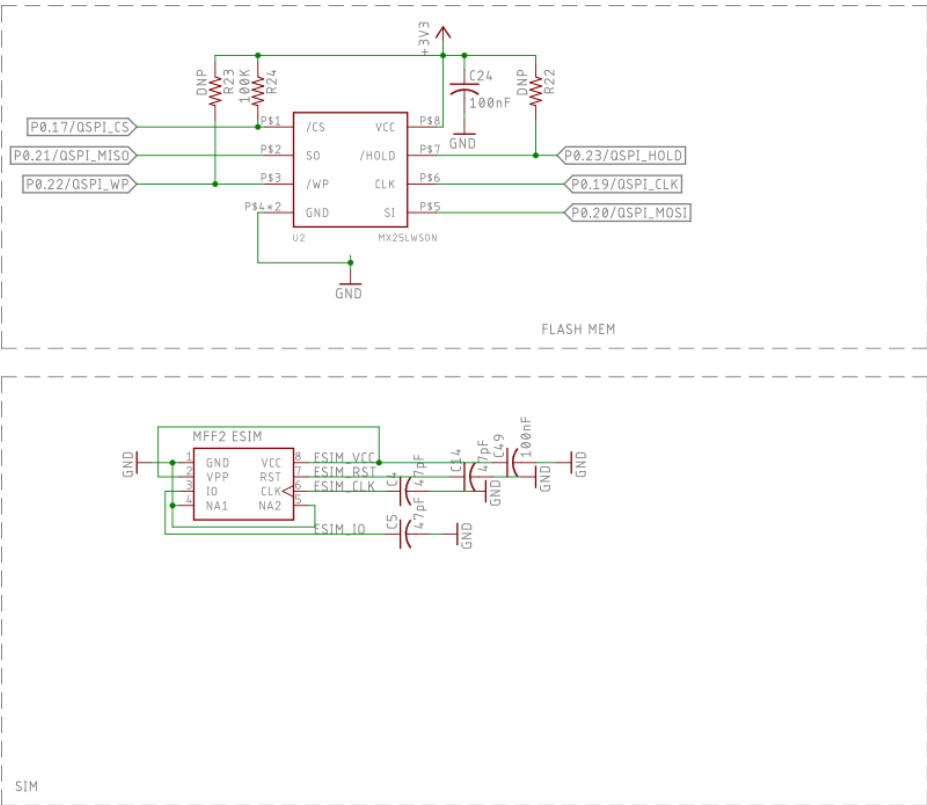 +3V3
DNP
R23
100K
R24
C24
100nF
DNP
R22
GND
P0.17/QSPI_CS
P$1
/CS
VCC
P$8
P0.21/QSPI_MISO
P$2
SO
/HOLD
P$7
P0.23/QSPI_HOLD
P0.22/QSPI_WP
P$3
/WP
CLK
P$6
P0.19/QSPI_CLK
P$4*2
GND
SI
P$5
P0.20/QSPI_MOSI
U2
MX25LWSON
GND
FLASH MEM
MFF2 ESIM
GND
1
GND
VCC
8
ESIM_VCC
C49
100nF
GND
2
VPP
RST
7
ESIM_RST
C14
47pF
GND
3
IO
CLK
6
ESIM_CLK
47pF
GND
4
NA1
NA2
5
ESIM_IO
C5
47pF
GND
SIM